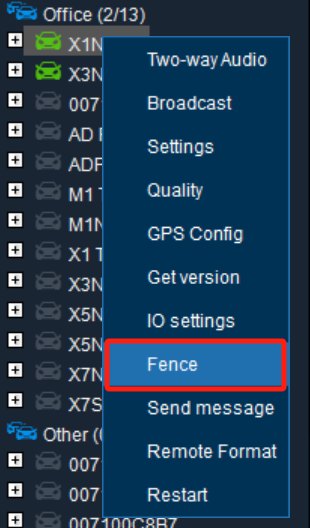 Office (2/13)
X1N
X3N
007
AD
ADF
M1
M1N
X1
X3N
X5N
X5N
X7N
X7S
Other (
007
007
007100C8B7
Two-way Audio
Broadcast
Settings
Quality
GPS Config
Get version
IO settings
Fence
Send message
Remote Format
Restart